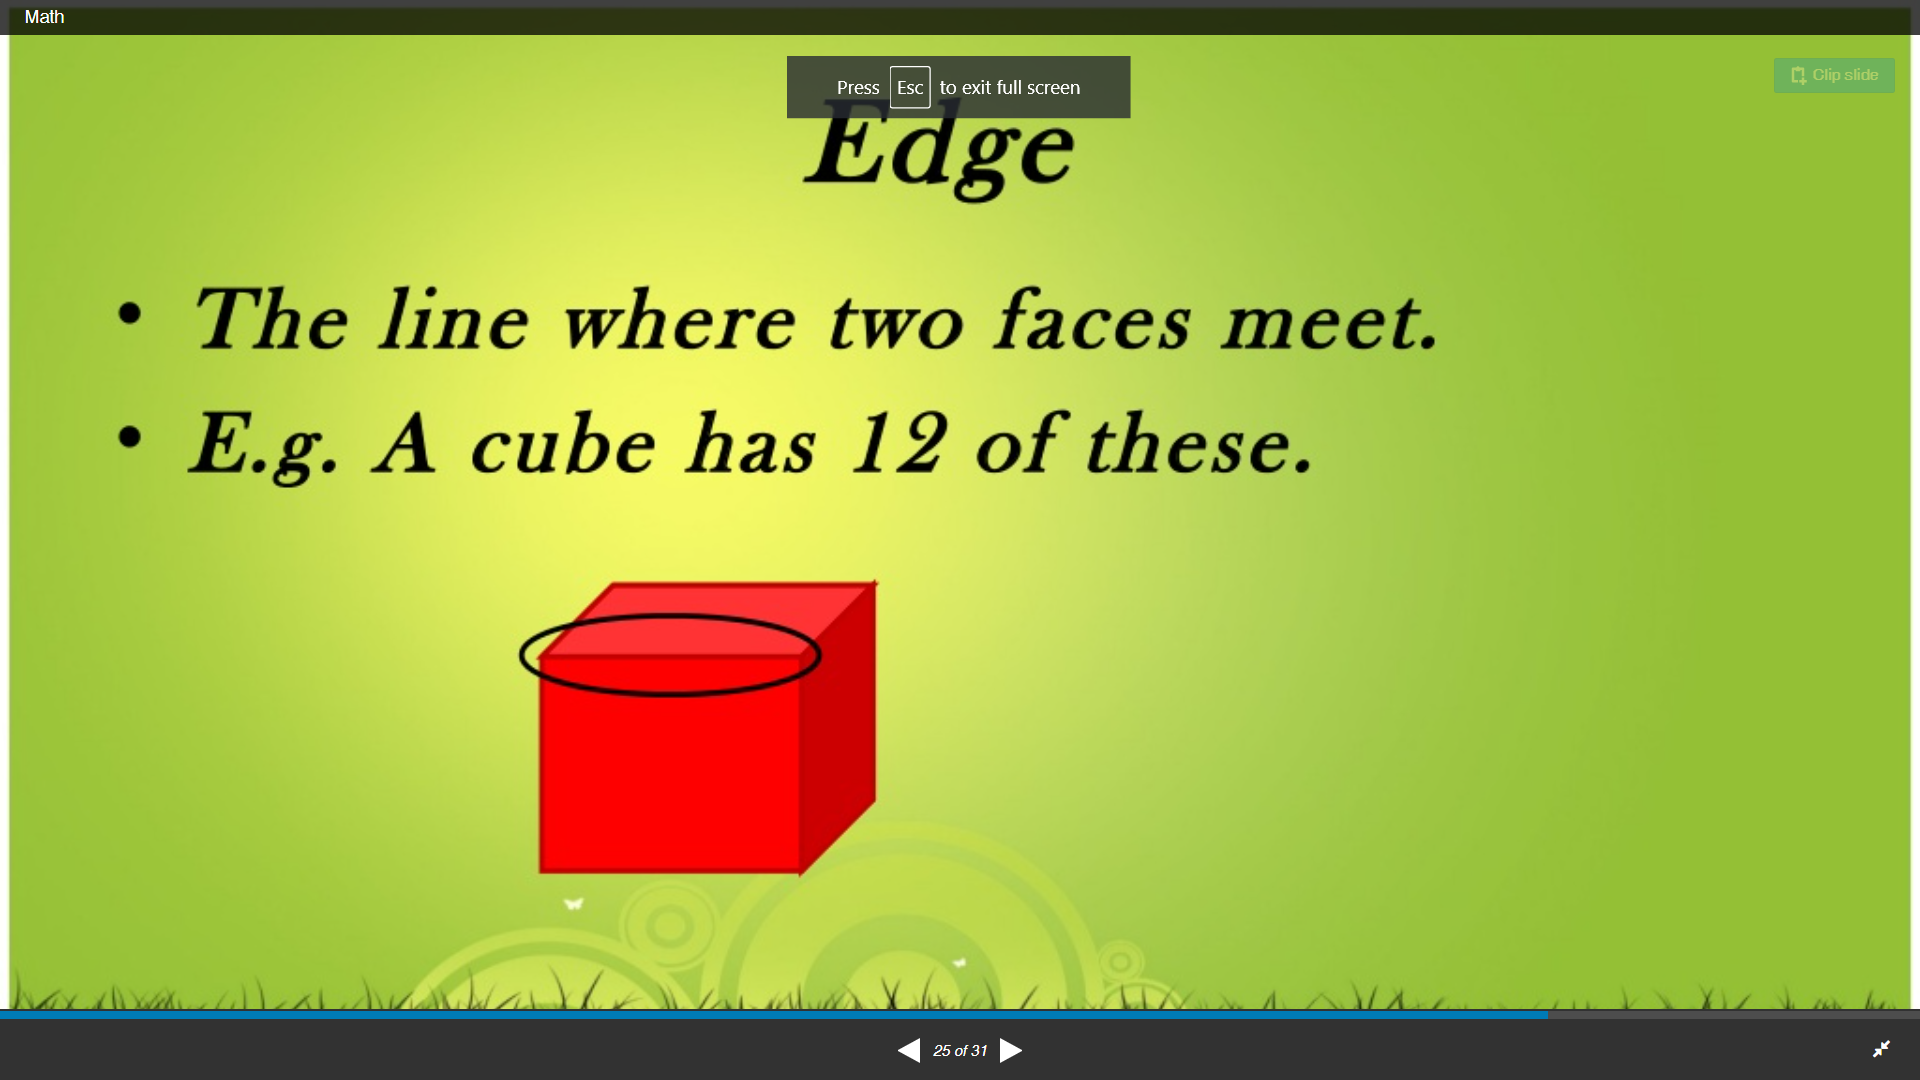 Math
Press Esc to exit full screen
Clip slide
Edge
• The line where two faces meet.
• E.g. A cube has 12 of these.
25 of 31